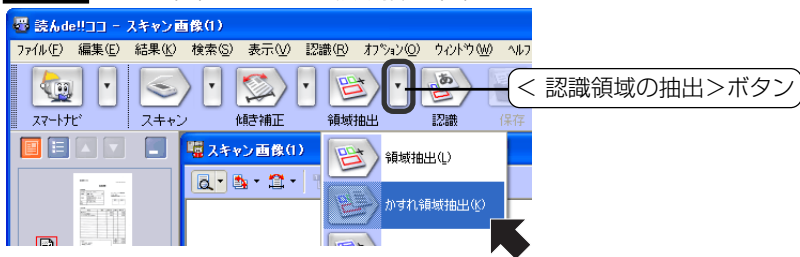 読んde!!ココ - スキャン画像(1)
ファイル(F) 編集(E) 結果(K) 検索(S) 表示(V) 認識(R) オプション(O) ウィンドウ(W) ヘルプ
スマートナビ スキャン 傾き補正 領域抽出 認識 保存
<認識領域の抽出>ボタン
スキャン画像(1)
領域抽出(L)
かすれ領域抽出(K)